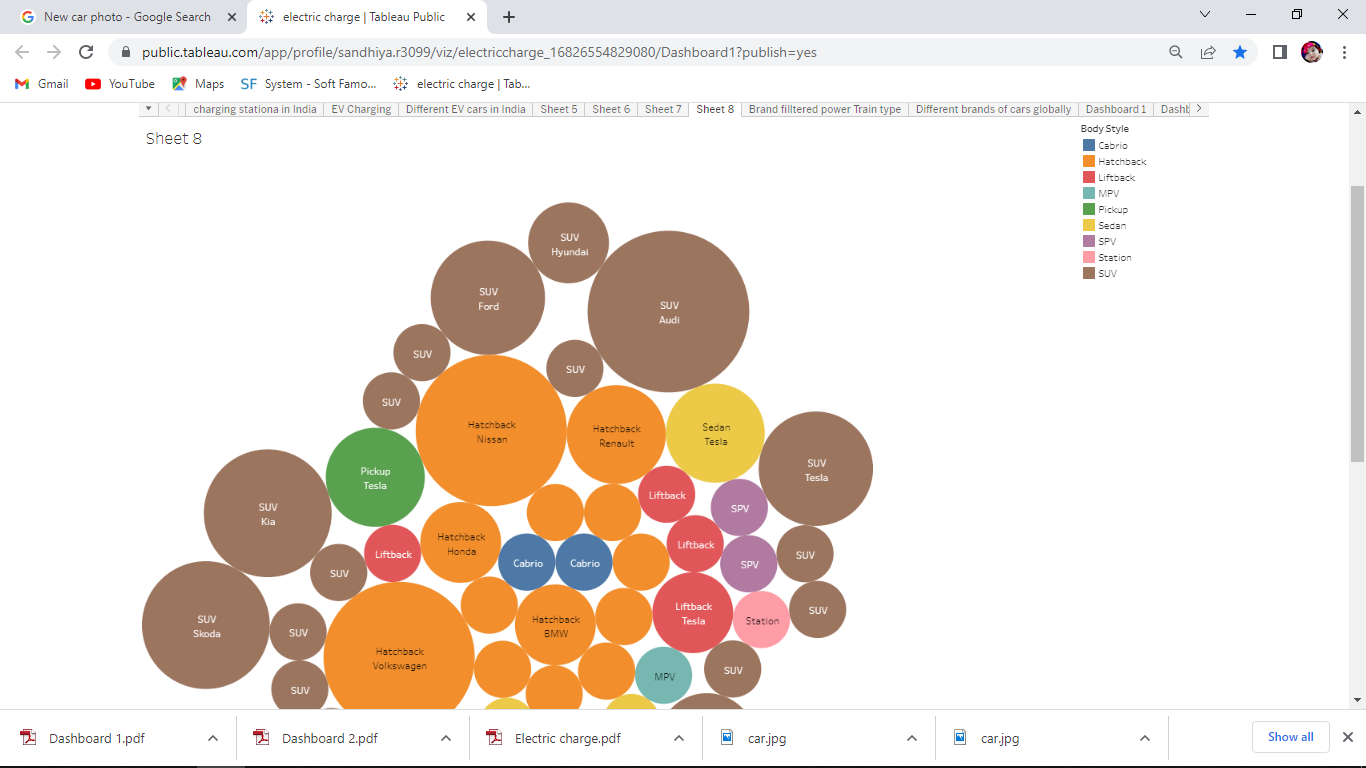 New car photo - Google Search
electric charge | Tableau Public
public.tableau.com/app/profile/sandhiya.r3099/viz/electriccharge_16826554829080/Dashboard1?publish=yes
Gmail
YouTube
Maps
SF System - Soft Famo...
electric charge | Tab...
charging stationa in India
EV Charging
Different EV cars in India
Sheet 5
Sheet 6
Sheet 7
Sheet 8
Brand filltered power Train type
Different brands of cars globally
Dashboard 1
Dashb
Sheet 8
Body Style
Cabrio
Hatchback
Liftback
MPV
Pickup
Sedan
SPV
Station
SUV
SUV
Hyundai
SUV
Ford
SUV
Audi
SUV
SUV
SUV
Hatchback
Nissan
Hatchback
Renault
Sedan
Tesla
SUV
Tesla
Pickup
Tesla
SUV
Kia
Liftback
SPV
Hatchback
Honda
Liftback
Liftback
SUV
Cabrio
Cabrio
SPV
SUV
SUV
Skoda
Liftback
Tesla
SUV
Station
Hatchback
BMW
SUV
Hatchback
Volkswagen
SUV
MPV
SUV
Dashboard 1.pdf
Dashboard 2.pdf
Electric charge.pdf
car.jpg
car.jpg
Show all